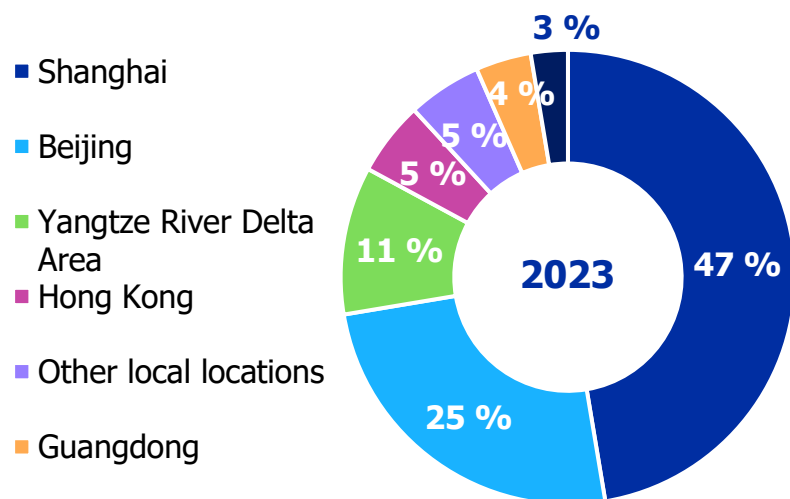 3 %
Shanghai
4 %
5 %
Beijing
5 %
Yangtze River Delta
Area
11 %
2023
47 %
Hong Kong
Other local locations
25 %
Guangdong